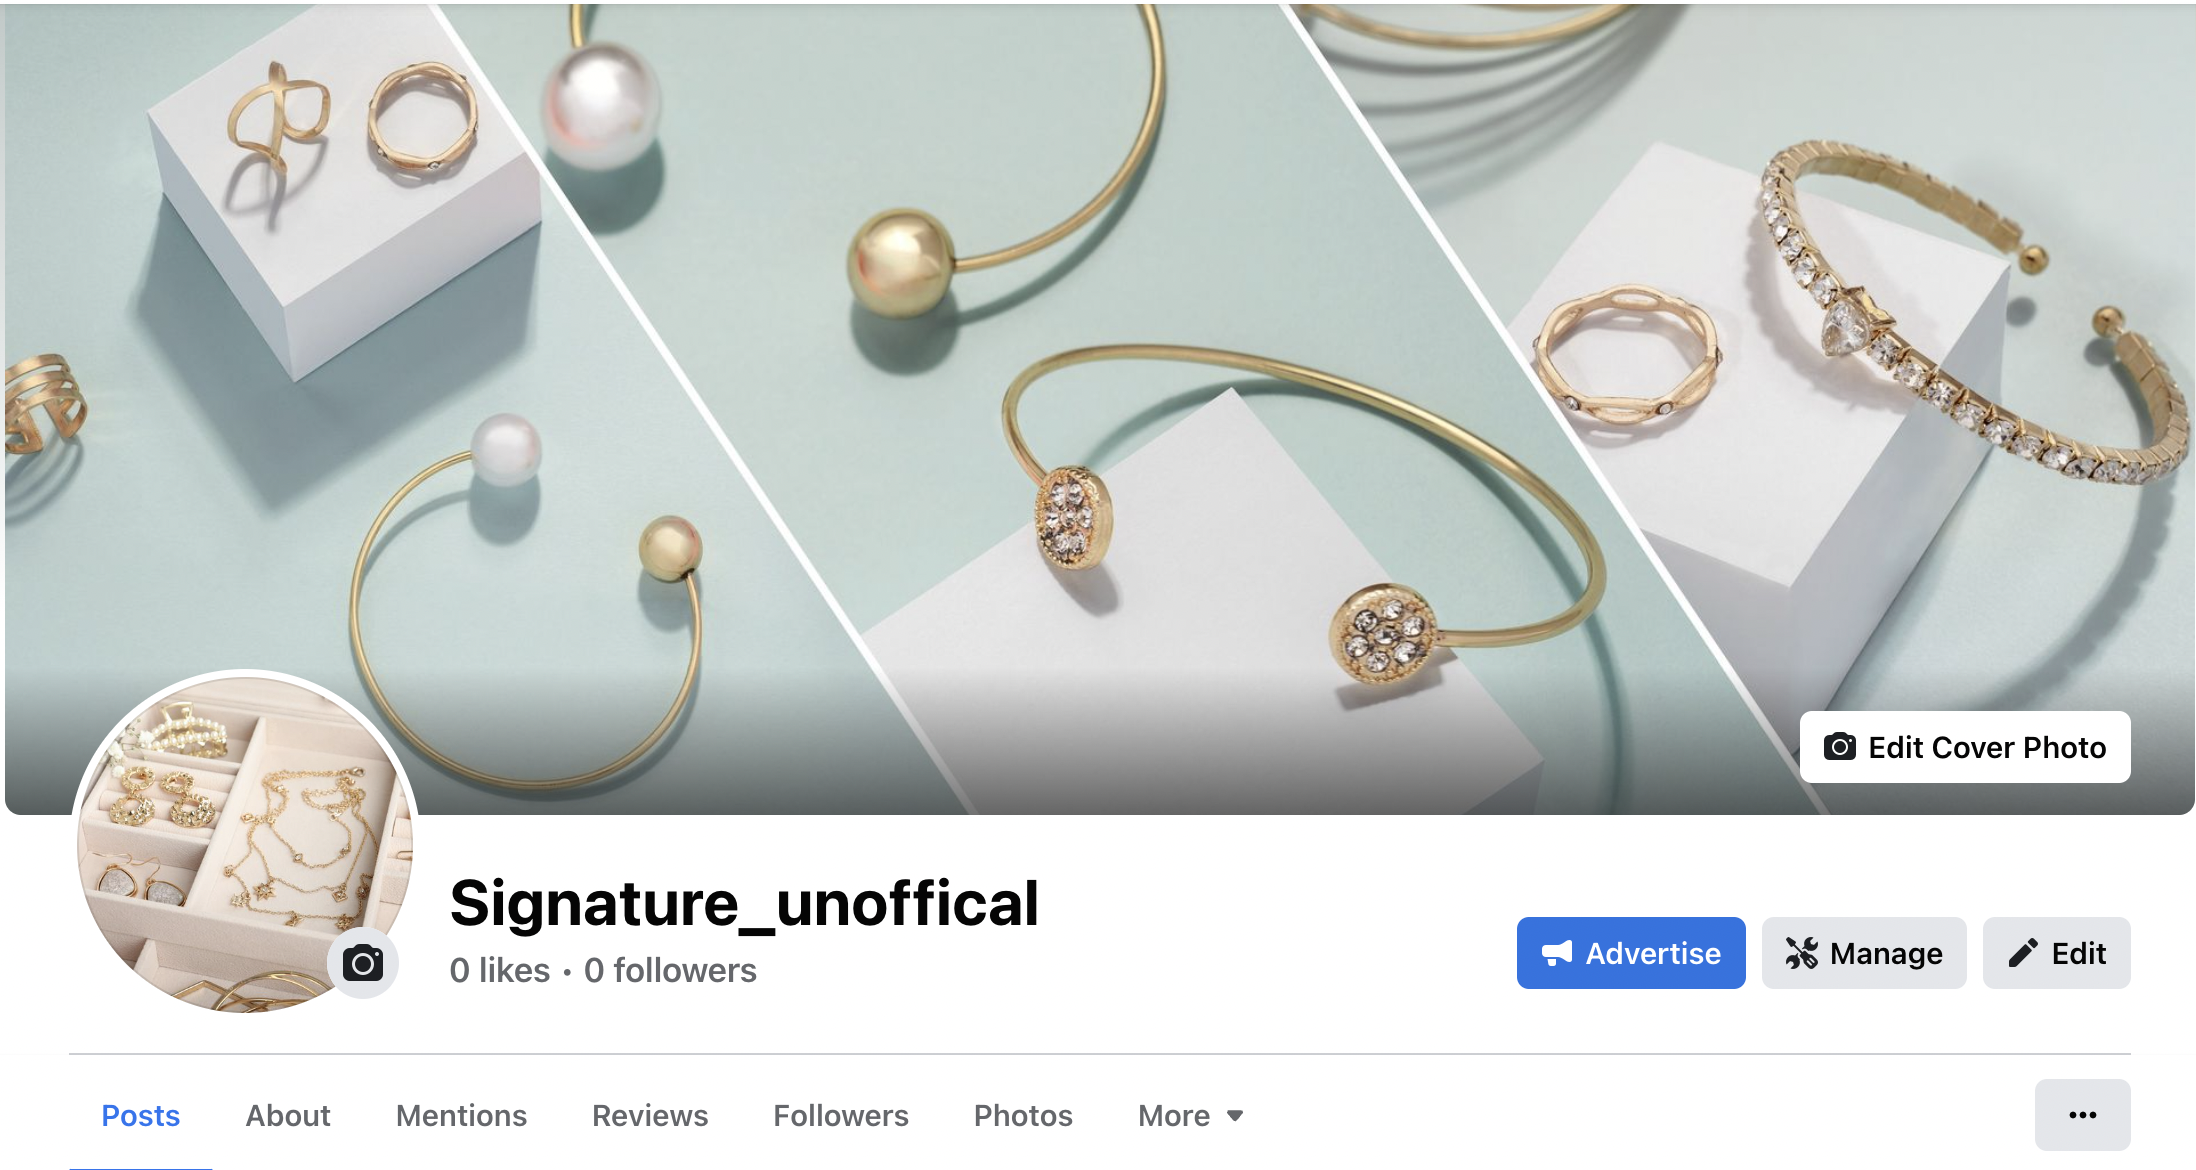 Edit Cover Photo
Signature_unoffical
0 likes • 0 followers
Advertise
Manage
Edit
Posts
About
Mentions
Reviews
Followers
Photos
More